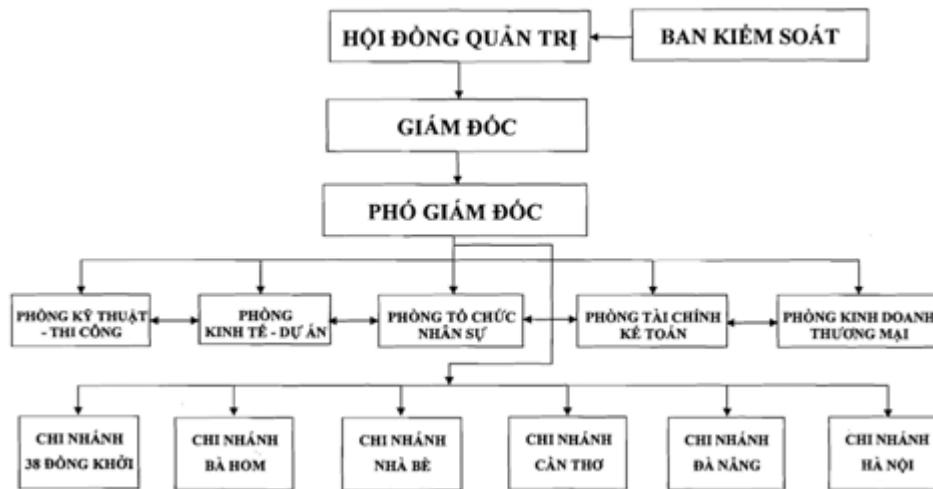 HỘI ĐỒNG QUẢN TRỊ
BAN KIỂM SOÁT
GIÁM ĐỐC
PHÓ GIÁM ĐỐC
PHÒNG KỸ THUẬT
- THI CÔNG
PHÒNG
KINH TẾ - DỰ ÁN
PHÒNG TỔ CHỨC
NHÂN SỰ
PHÒNG TÀI CHÍNH
KẾ TOÁN
PHÒNG KINH DOANH
THƯƠNG MẠI
CHI NHÁNH
38 ĐỒNG KHỞI
CHI NHÁNH
BÀ HOM
CHI NHÁNH
NHÀ BÈ
CHI NHÁNH
CẦN THƠ
CHI NHÁNH
ĐÀ NẴNG
CHI NHÁNH
HÀ NỘI